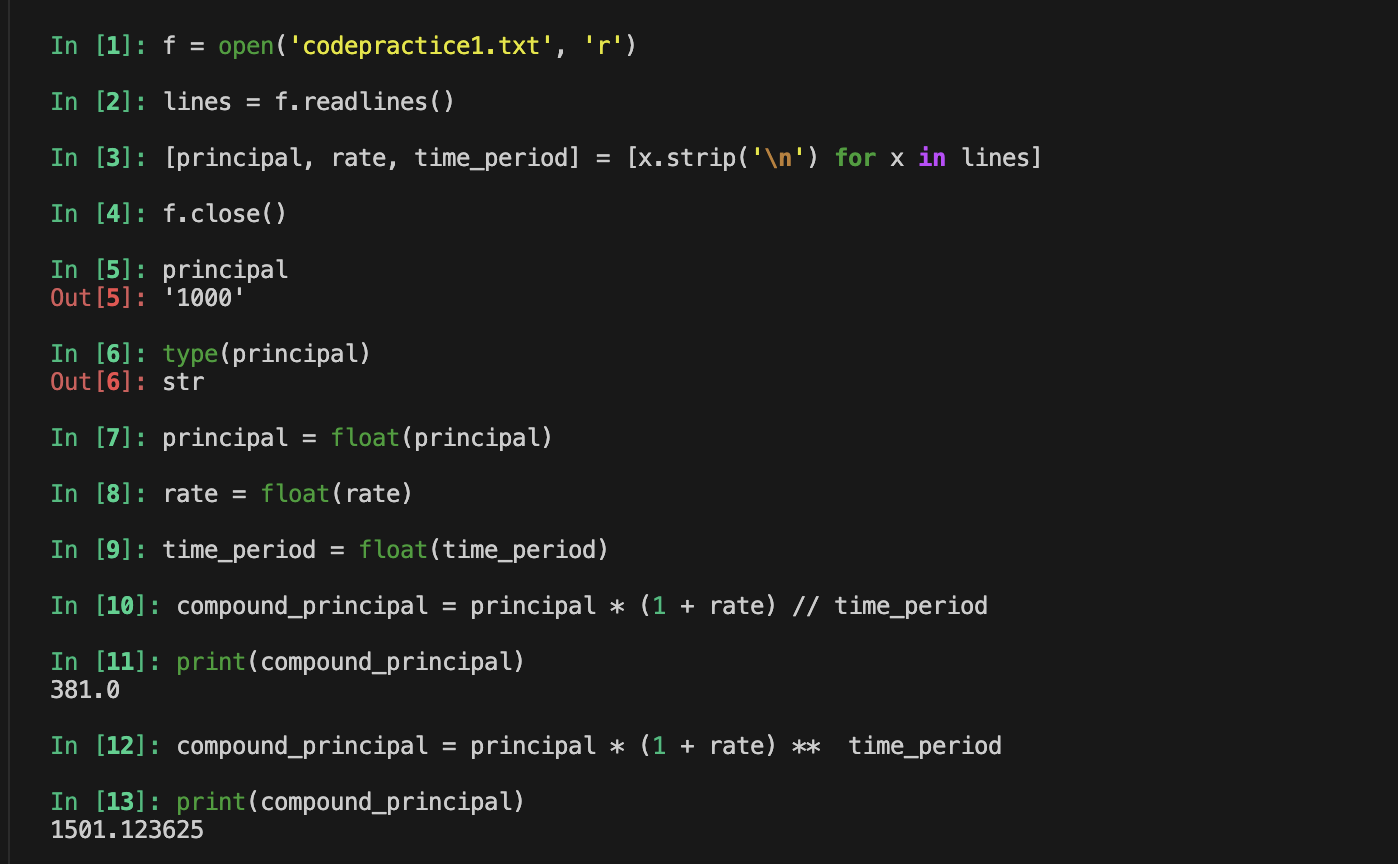 In [1]: f = open('codepractice1.txt', 'r')
In [2]: lines = f.readlines()
In [3]: [principal, rate, time_period] = [x.strip('\n') for x in lines]
In [4]: f.close()
In [5]: principal
Out[5]: '1000'
In [6]: type(principal)
Out[6]: str
In [7]: principal = float(principal)
In [8]: rate = float(rate)
In [9]: time_period = float(time_period)
In [10]: compound_principal = principal * (1 + rate) // time_period
In [11]: print(compound_principal)
381.0
In [12]: compound_principal = principal * (1 + rate) **  time_period
In [13]: print(compound_principal)
1501.123625